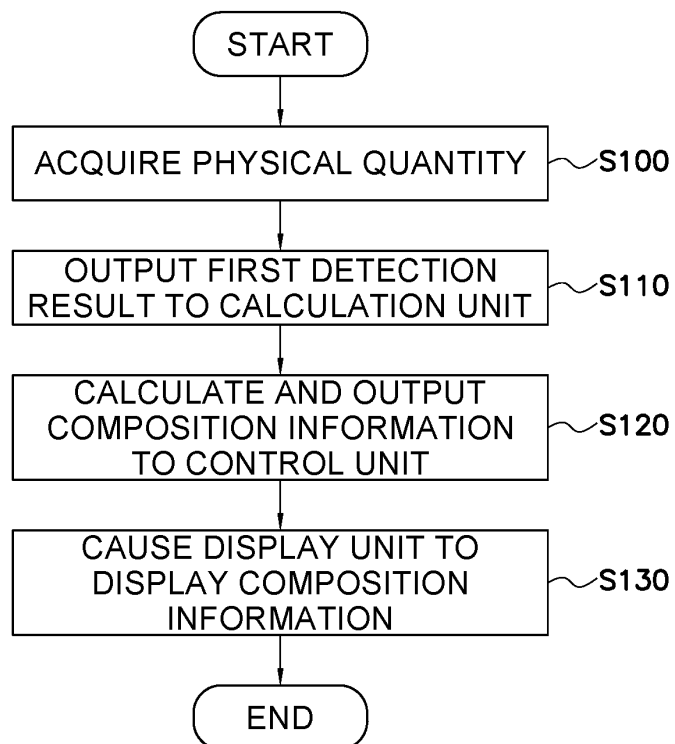 START
ACQUIRE PHYSICAL QUANTITY
S100
OUTPUT FIRST DETECTION
RESULT TO CALCULATION UNIT
S110
CALCULATE AND OUTPUT
COMPOSITION INFORMATION
TO CONTROL UNIT
S120
CAUSE DISPLAY UNIT TO
DISPLAY COMPOSITION
INFORMATION
S130
END